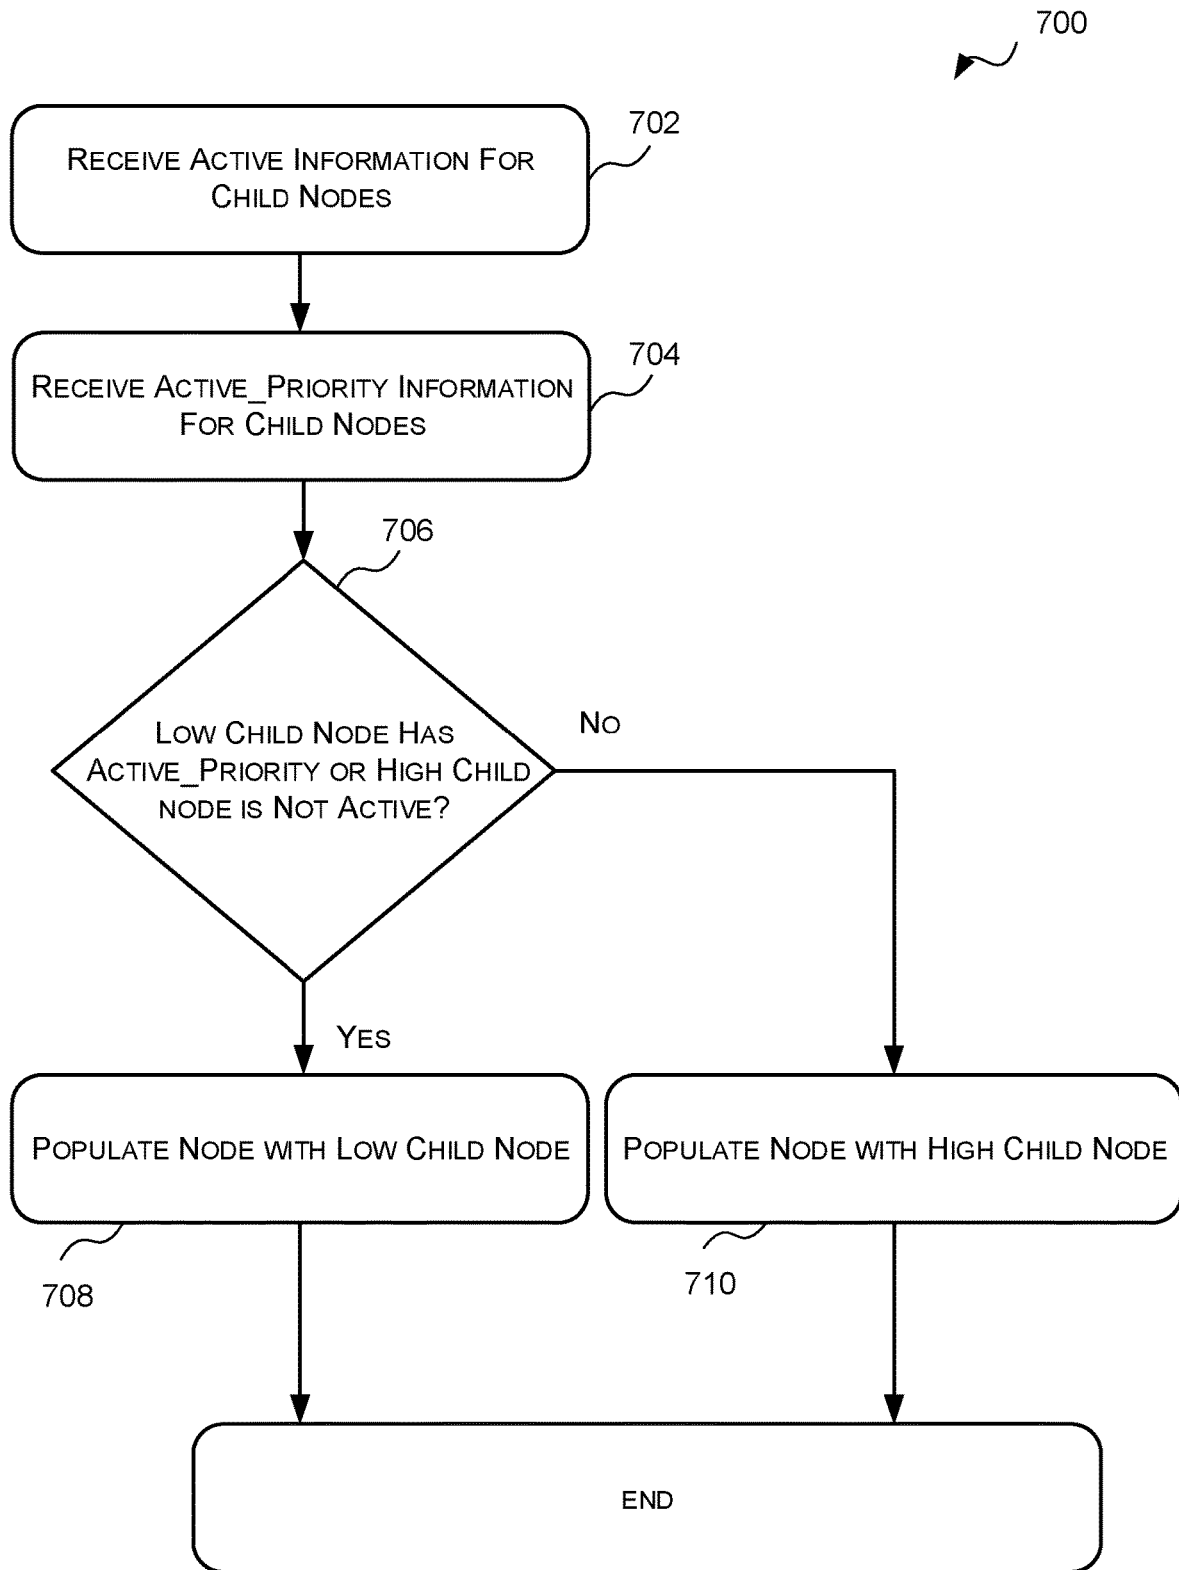 700
702
RECEIVE ACTIVE INFORMATION FOR
CHILD NODES
704
RECEIVE ACTIVE_PRIORITY INFORMATION
FOR CHILD NODES
706
LOW CHILD NODE HAS
ACTIVE_PRIORITY OR HIGH CHILD
NODE IS NOT ACTIVE?
NO
YES
POPULATE NODE WITH LOW CHILD NODE
POPULATE NODE WITH HIGH CHILD NODE
708
710
END